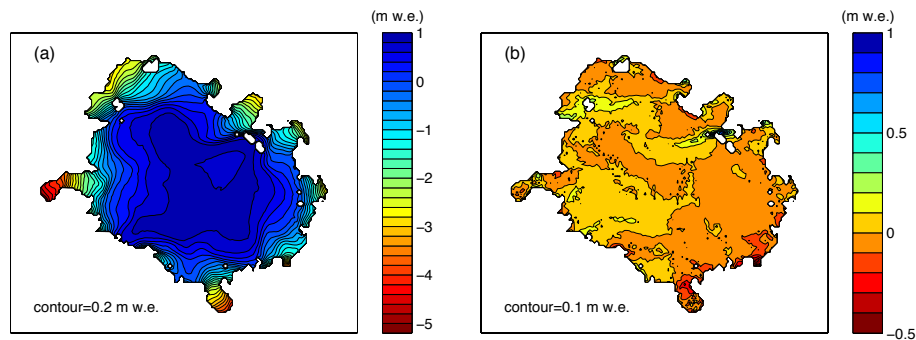 (m w.e.)
(a)
1
0
−1
−2
−3
−4
−5
contour=0.2 m w.e.
(m w.e.)
(b)
1
0.5
0
−0.5
contour=0.1 m w.e.